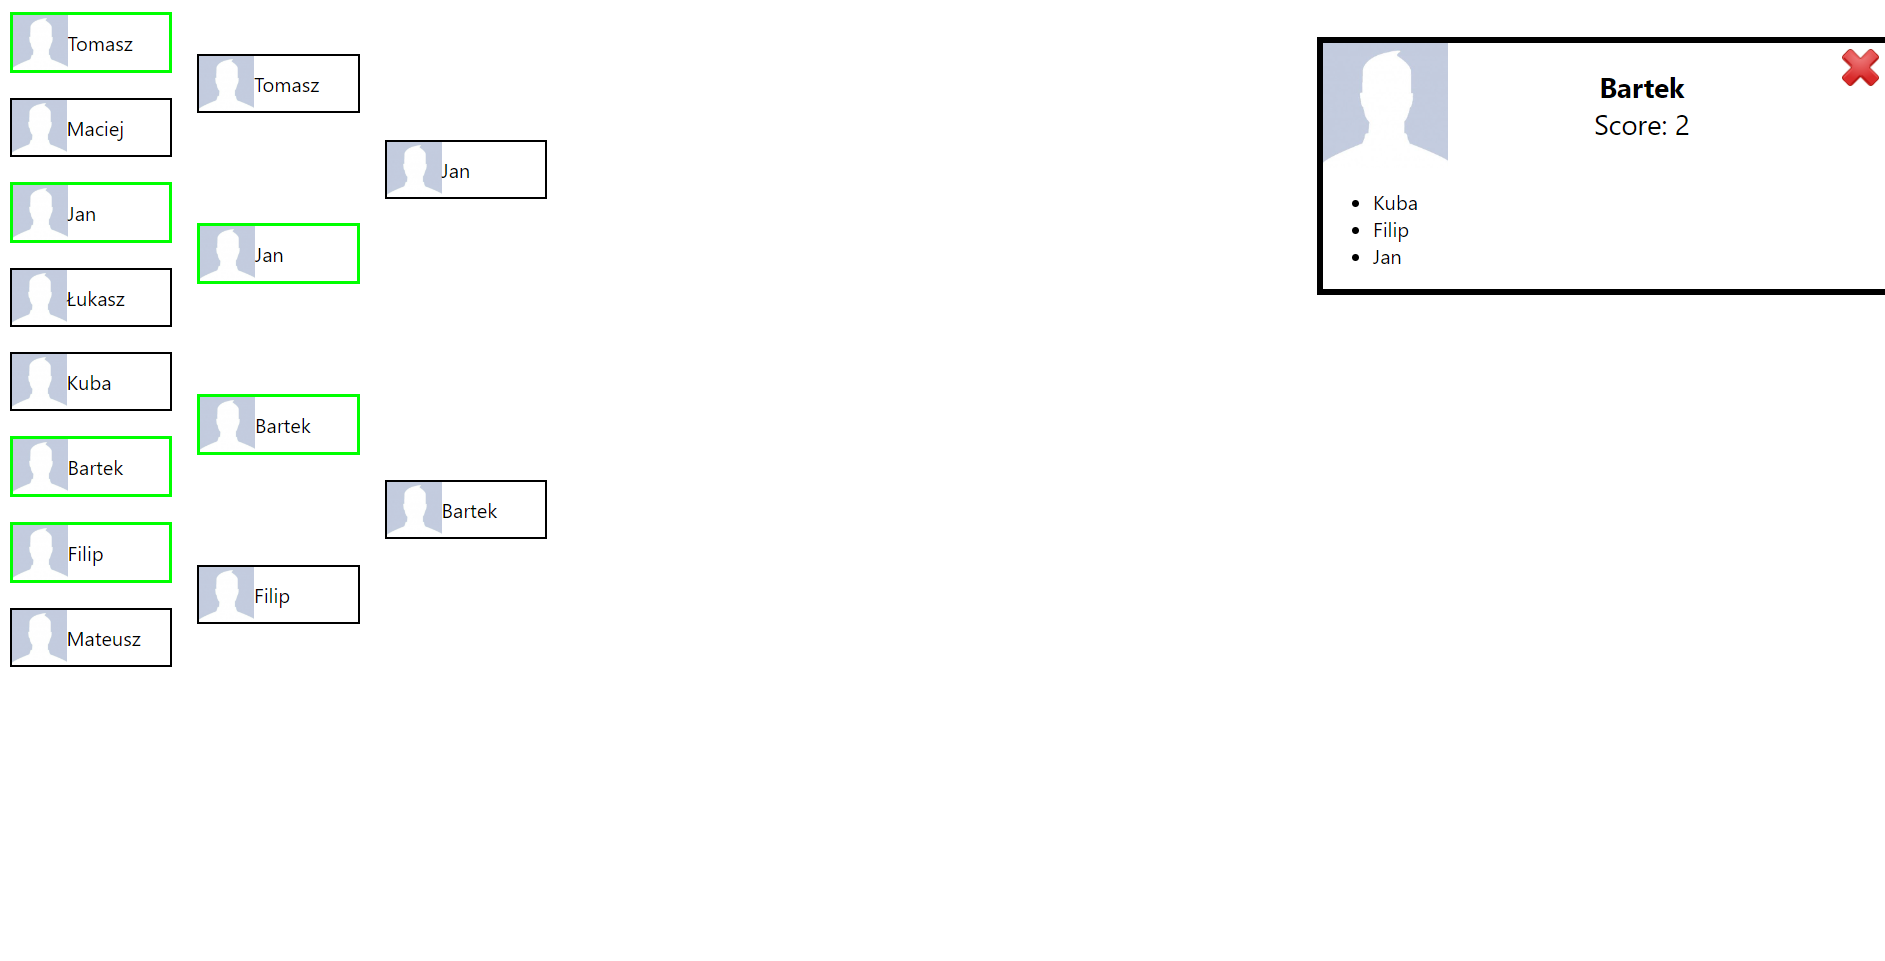 Tomasz
Maciej
Jan
Łukasz
Kuba
Bartek
Filip
Mateusz
Tomasz
Jan
Bartek
Filip
Jan
Bartek
Bartek
Score: 2
Kuba
Filip
Jan